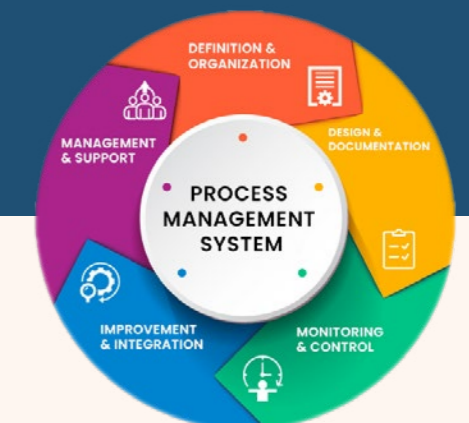 DEFINITION &
ORGANIZATION
DESIGN &
DOCUMENTATION
MANAGEMENT
& SUPPORT
PROCESS
MANAGEMENT
SYSTEM
IMPROVEMENT
& INTEGRATION
MONITORING
& CONTROL